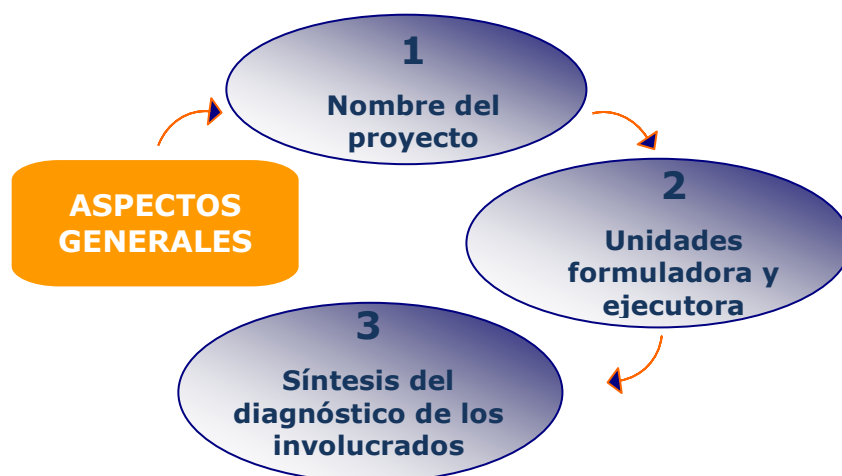 1
Nombre del
proyecto
ASPECTOS
GENERALES
2
Unidades
formuladora y
ejecutora
3
Síntesis del
diagnóstico de los
involucrados